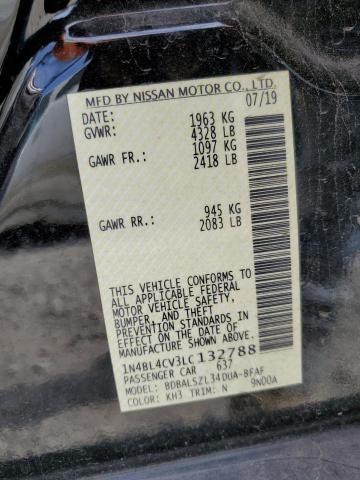 MFD BY NISSAN MOTOR CO., LTD.
DATE: 07/19
GVWR: 1963 KG
4328 LB
GAWR FR.: 1097 KG
2418 LB
GAWR RR.: 945 KG
2083 LB
THIS VEHICLE CONFORMS TO
ALL APPLICABLE FEDERAL
MOTOR VEHICLE SAFETY,
BUMPER, AND THEFT
PREVENTION STANDARDS IN
EFFECT ON THE DATE OF
MANUFACTURE SHOWN ABOVE.
1N4BL4CV3LC132788
PASSENGER CAR 637
MODEL: BDBALSZL34DUA-BFAF
COLOR: KH3 TRIM: N 9N00A